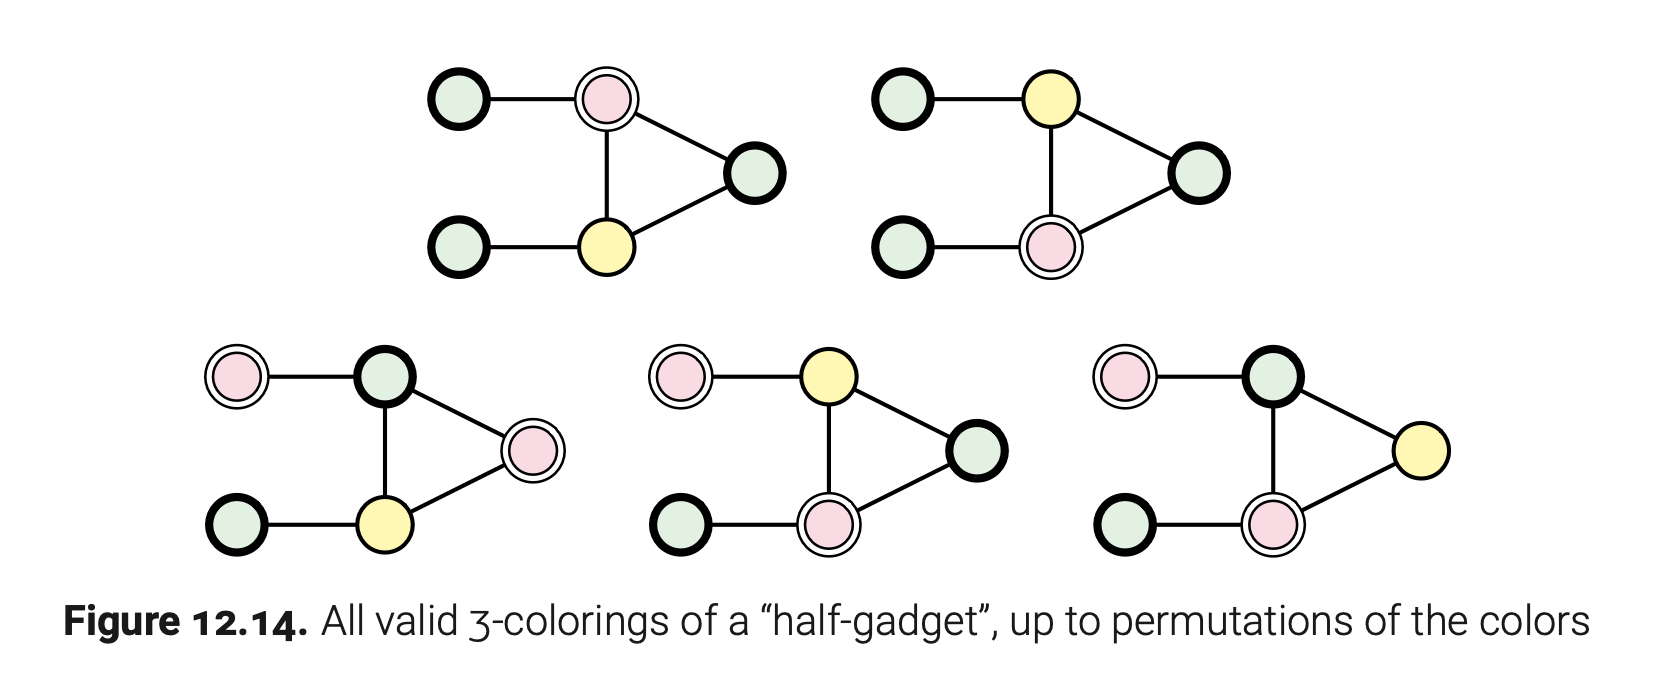 Figure 12.14. All valid 3-colorings of a “half-gadget”, up to permutations of the colors